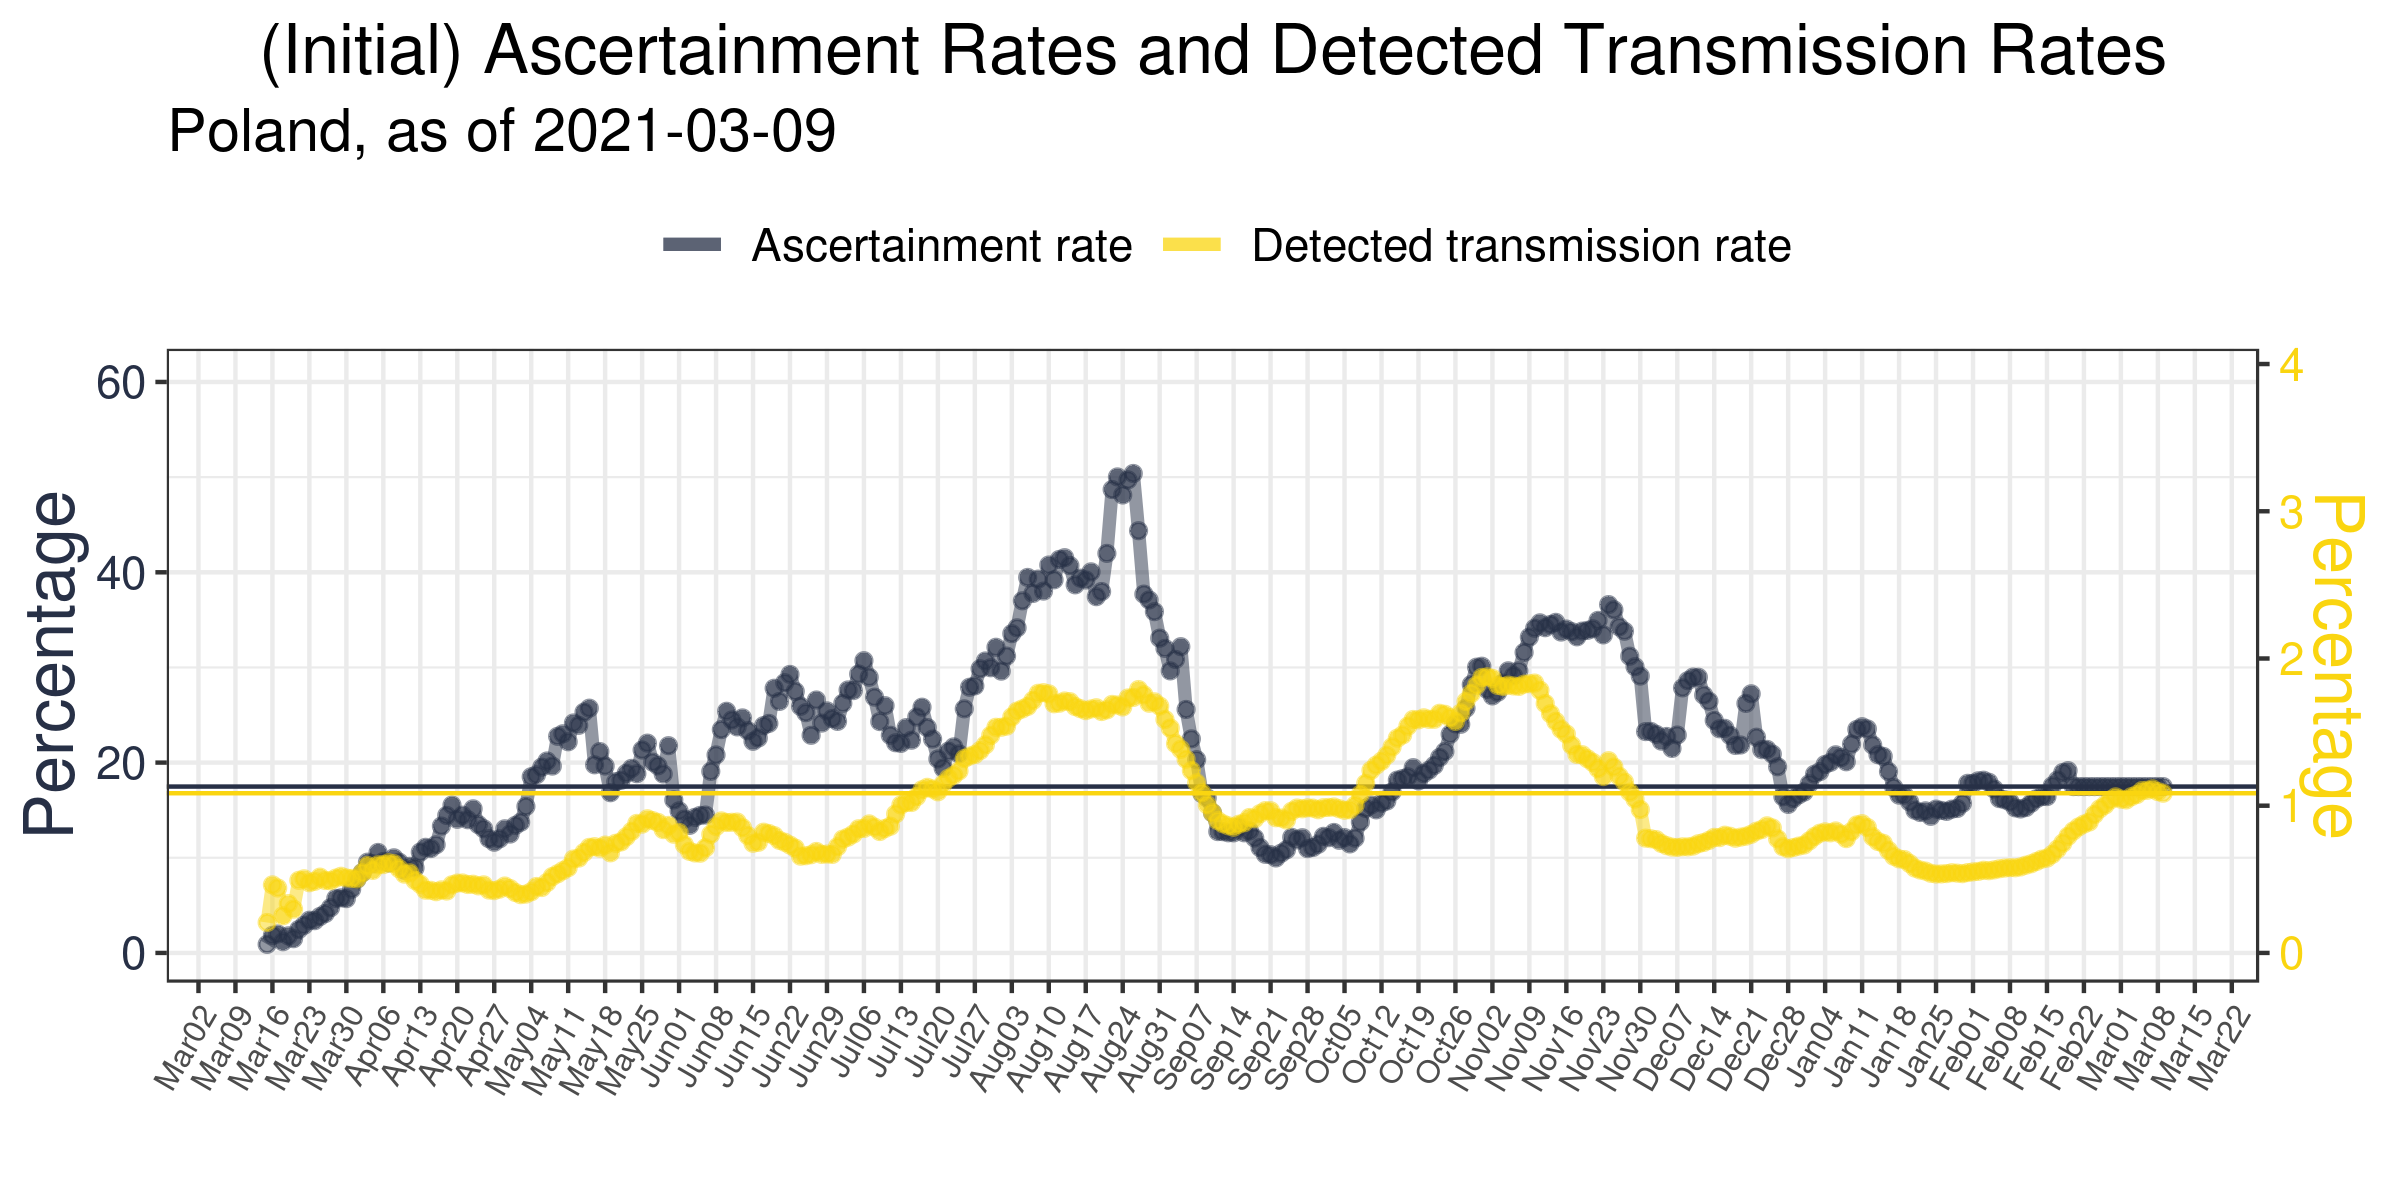 (Initial) Ascertainment Rates and Detected Transmission Rates
Poland, as of 2021-03-09
Ascertainment rate Detected transmission rate
Percentage
60
40
20
0
4
3
2
1
0
Percentage
Mar02 Mar09 Mar16 Mar23 Mar30 Apr06 Apr13 Apr20 Apr27 May04 May11 May18 May25 Jun01 Jun08 Jun15 Jun22 Jun29 Jul06 Jul13 Jul20 Jul27 Aug03 Aug10 Aug17 Aug24 Aug31 Sep07 Sep14 Sep21 Sep28 Oct05 Oct12 Oct19 Oct26 Nov02 Nov09 Nov16 Nov23 Nov30 Dec07 Dec14 Dec21 Dec28 Jan04 Jan11 Jan18 Jan25 Feb01 Feb08 Feb15 Feb22 Mar01 Mar08 Mar15 Mar22